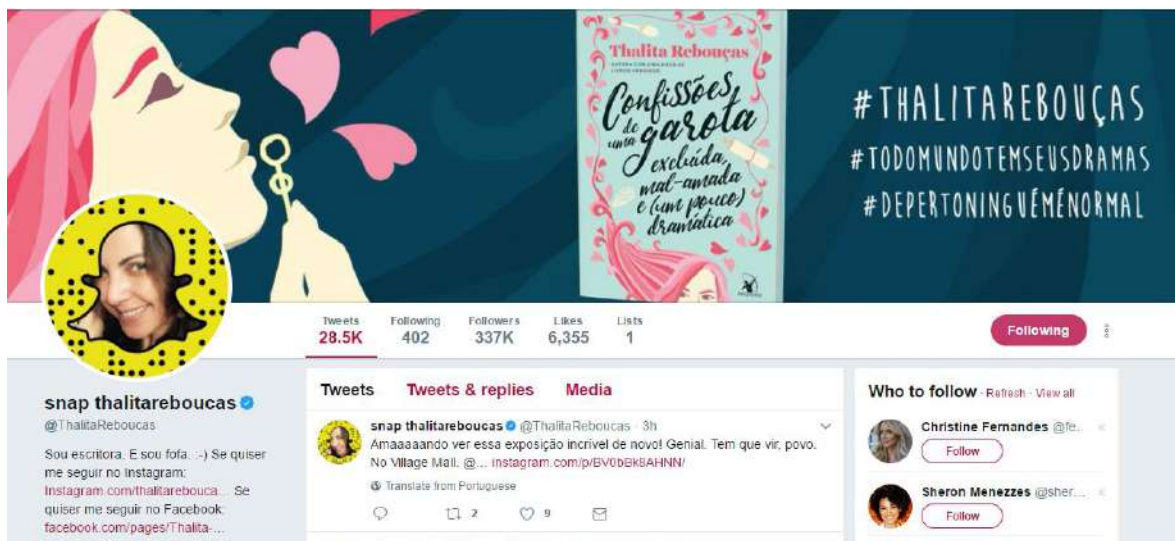 Thalita Rebouças
Confissões
de uma garota
excluída,
mal-amada
e (um pouco)
dramática
#THALITAREBOUÇAS
#TODOMUNDOTEMSEUSDRAMAS
#DEPERTONINGUÉMÉNORMAL
Tweets Following Followers Likes Lists
28.5K 402 337K 6,355 1
Following
snap thalitareboucas
@ThalitaReboucas
Sou escritora. E sou fofa. :-) Se quiser
me seguir no Instagram:
Instagram.com/thalitarebouca... Se
quiser me seguir no Facebook:
facebook.com/pages/Thalita-...
Tweets Tweets & replies Media
snap thalitareboucas @ThalitaReboucas · 3h
Amaaaaando ver essa exposição incrível de novo! Genial. Tem que vir, povo.
No Village Mall. @... instagram.com/p/BV0bBk8AHNN/
Translate from Portuguese
2 9
Who to follow · Refresh · View all
Christine Fernandes @fe...
Follow
Sheron Menezzes @sher...
Follow